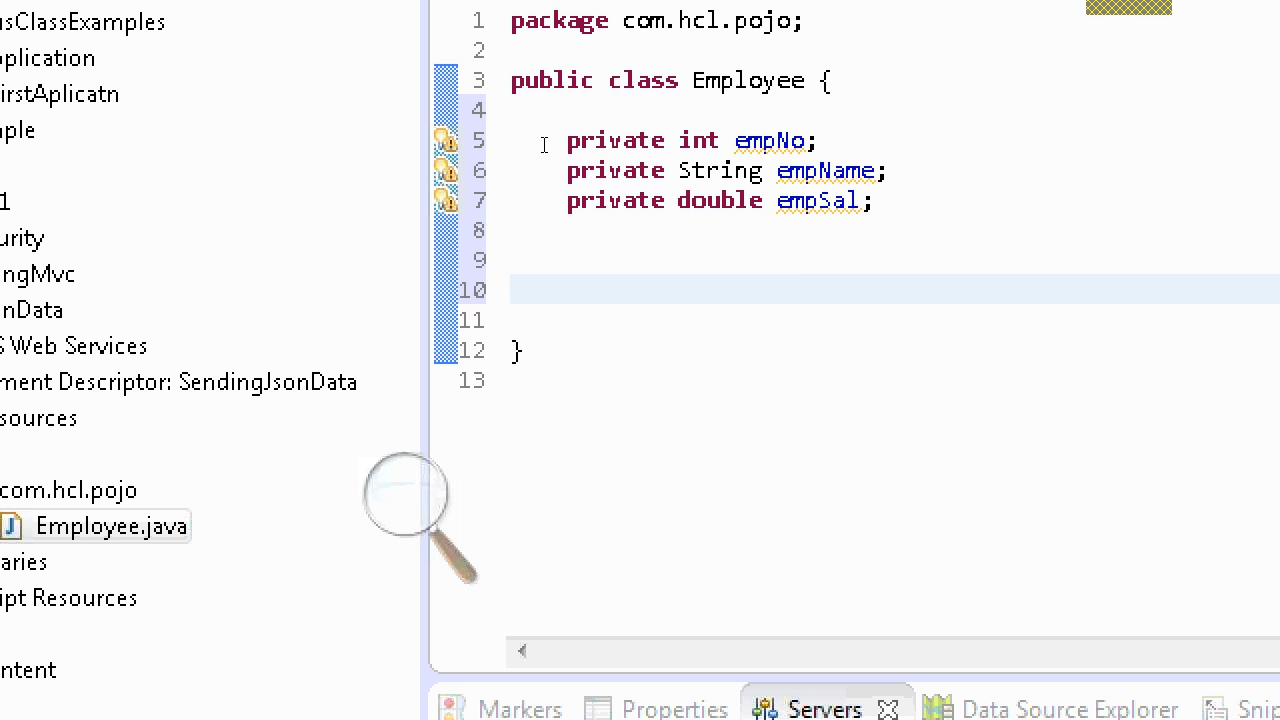 usClassExamples
pplication
irstAplicatn
nple
1
urity
ngMvc
nData
S Web Services
ment Descriptor: SendingJsonData
sources
com.hcl.pojo
Employee.java
aries
ipt Resources
ntent
1 package com.hcl.pojo;
2
3 public class Employee {
4
5 private int empNo;
6 private String empName;
7 private double empSal;
8
9
10
11
12 }
13
Markers Properties Servers Data Source Explorer Snip